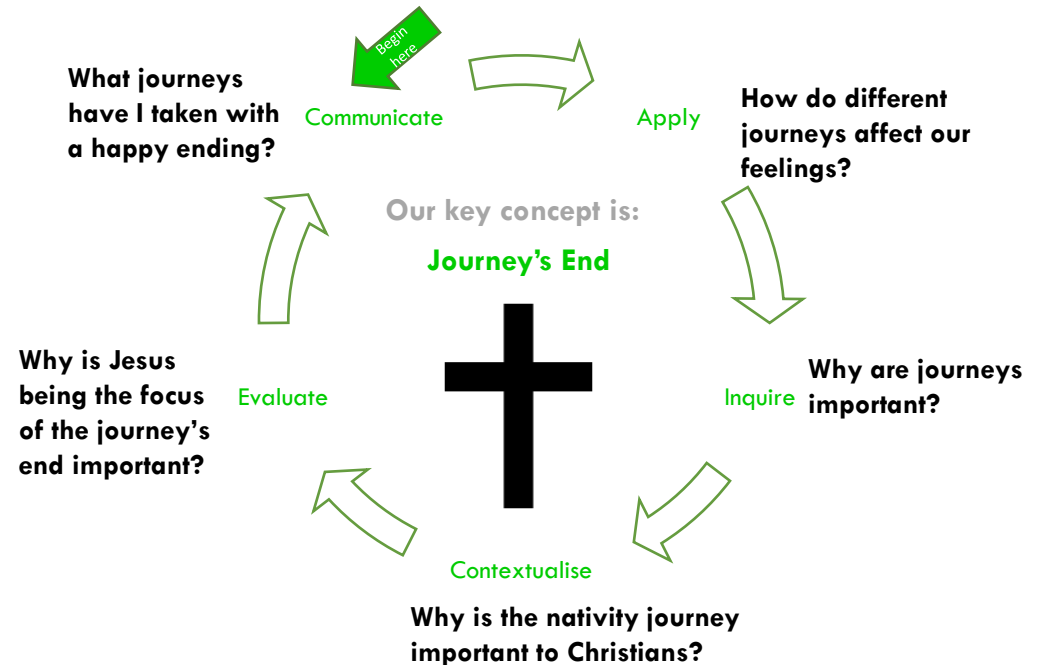 Begin
here
What journeys
have I taken with
a happy ending?
Communicate
Apply
How do different
journeys affect our
feelings?
Our key concept is:
Journey’s End
Why is Jesus
being the focus
of the journey’s
end important?
Evaluate
Inquire
Why are journeys
important?
Contextualise
Why is the nativity journey
important to Christians?